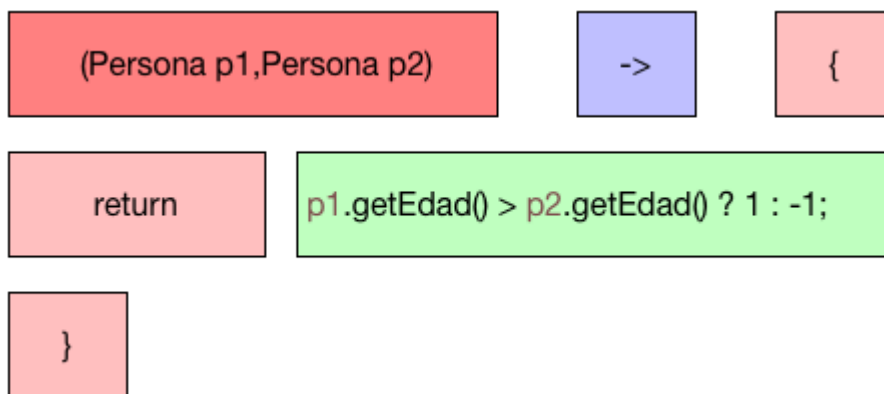 (Persona p1,Persona p2) -> {
return p1.getEdad() > p2.getEdad() ? 1 : -1;
}